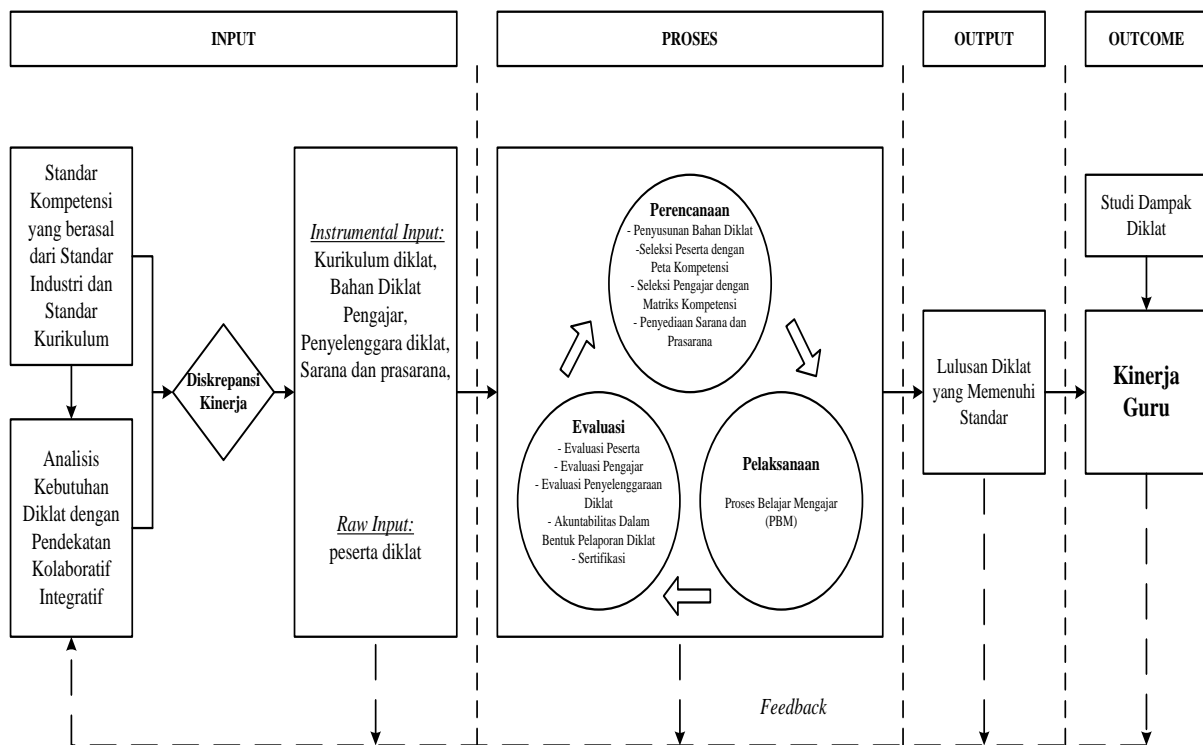 INPUT
PROSES
OUTPUT
OUTCOME
Standar
Kompetensi
yang berasal
dari Standar
Industri dan
Standar
Kurikulum
Analisis
Kebutuhan
Diklat dengan
Pendekatan
Kolaboratif
Integratif
Diskrepansi
Kinerja
Instrumental Input:
Kurikulum diklat,
Bahan Diklat
Pengajar,
Penyelenggara diklat,
Sarana dan prasarana,
Raw Input:
peserta diklat
Perencanaan
- Penyusunan Bahan Diklat
-Seleksi Peserta dengan
Peta Kompetensi
- Seleksi Pengajar dengan
Matriks Kompetensi
- Penyediaan Sarana dan
Prasarana
Evaluasi
- Evaluasi Peserta
- Evaluasi Pengajar
- Evaluasi Penyelenggaraan
Diklat
- Akuntabilitas Dalam
Bentuk Pelaporan Diklat
- Sertifikasi
Pelaksanaan
Proses Belajar Mengajar
(PBM)
Lulusan Diklat
yang Memenuhi
Standar
Studi Dampak
Diklat
Kinerja
Guru
Feedback